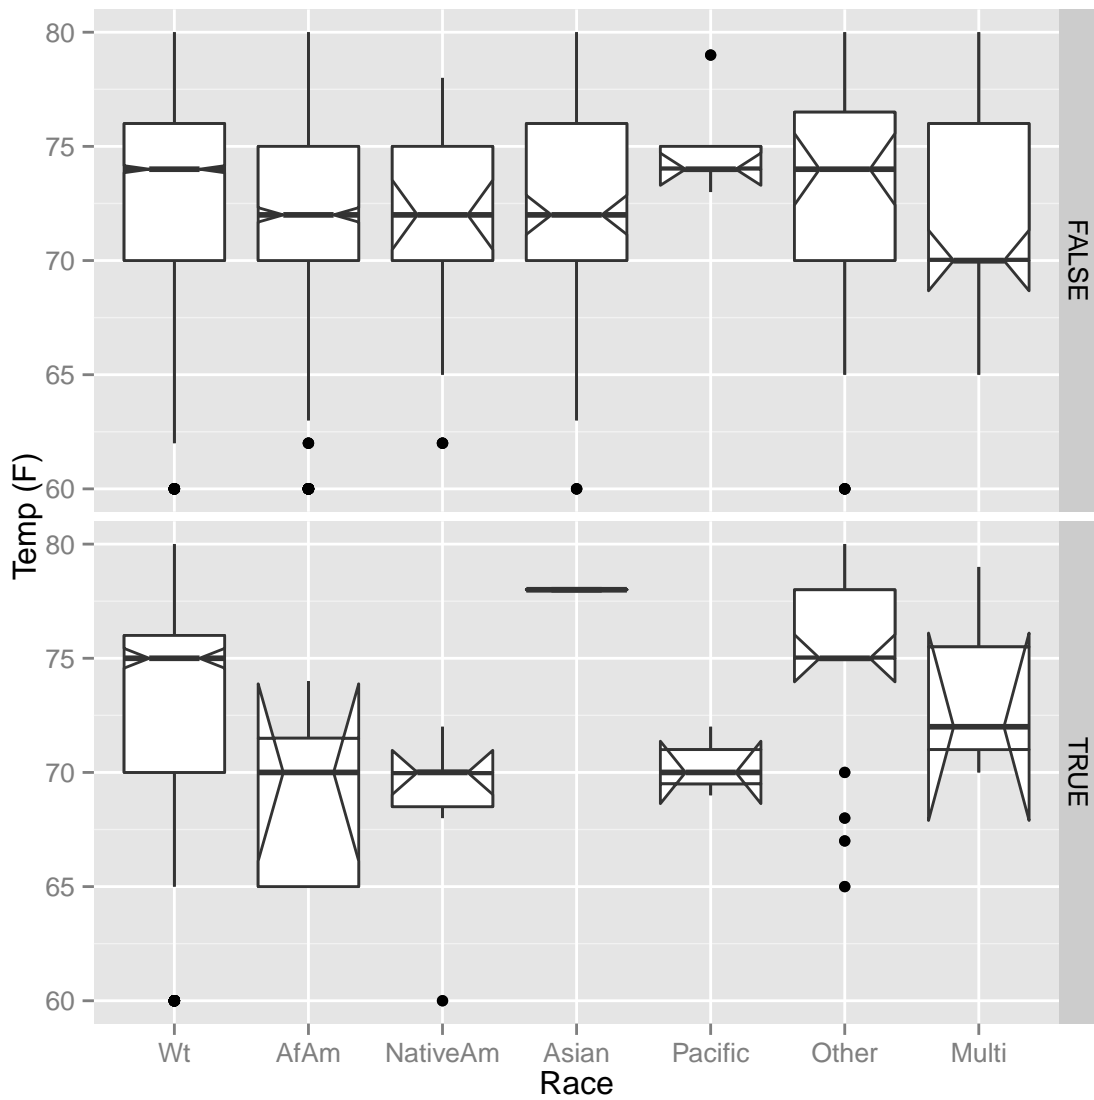 80
75
70
65
60
FALSE
Temp (F)
80
75
70
65
60
TRUE
Wt AfAm NativeAm Asian Pacific Other Multi
Race